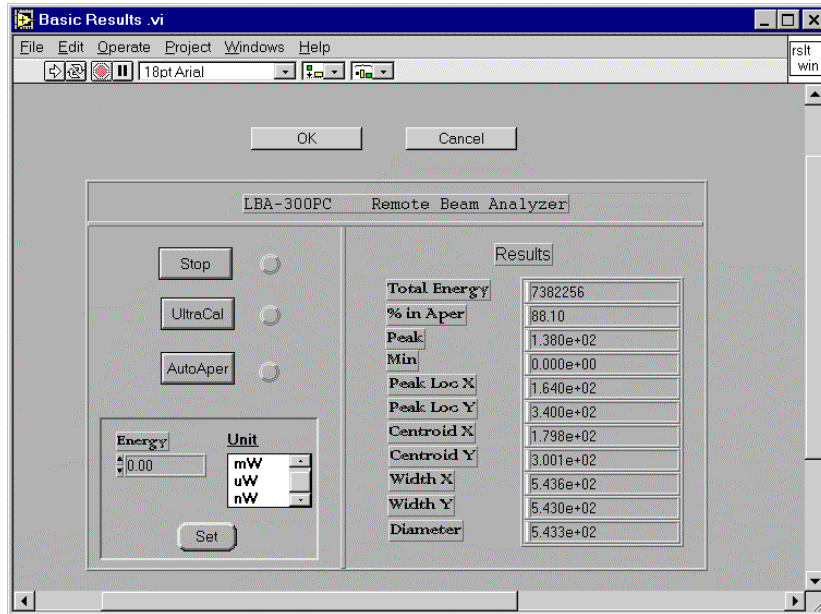 Basic Results .vi
File Edit Operate Project Windows Help
rslt
win
18pt Arial
OK Cancel
LBA-300PC Remote Beam Analyzer
Stop
UltraCal
AutoAper
Energy
0.00
Unit
mW
uW
nW
Set
Results
Total Energy 7382256
% in Aper 88.10
Peak 1.380e+02
Min 0.000e+00
Peak Loc X 1.640e+02
Peak Loc Y 3.400e+02
Centroid X 1.798e+02
Centroid Y 3.001e+02
Width X 5.436e+02
Width Y 5.430e+02
Diameter 5.433e+02